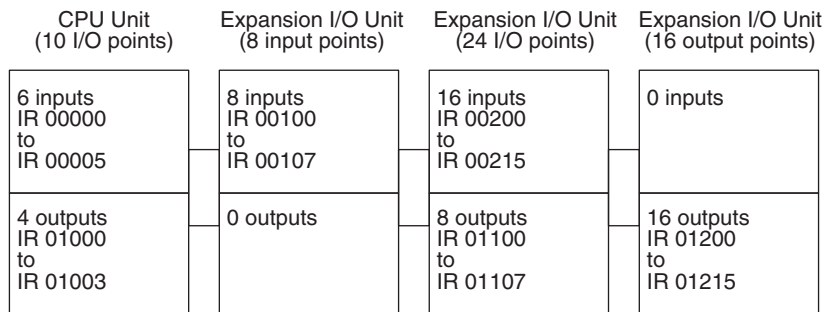 CPU Unit
(10 I/O points)
Expansion I/O Unit
(8 input points)
Expansion I/O Unit
(24 I/O points)
Expansion I/O Unit
(16 output points)
6 inputs
IR 00000
to
IR 00005
8 inputs
IR 00100
to
IR 00107
16 inputs
IR 00200
to
IR 00215
0 inputs
4 outputs
IR 01000
to
IR 01003
0 outputs
8 outputs
IR 01100
to
IR 01107
16 outputs
IR 01200
to
IR 01215